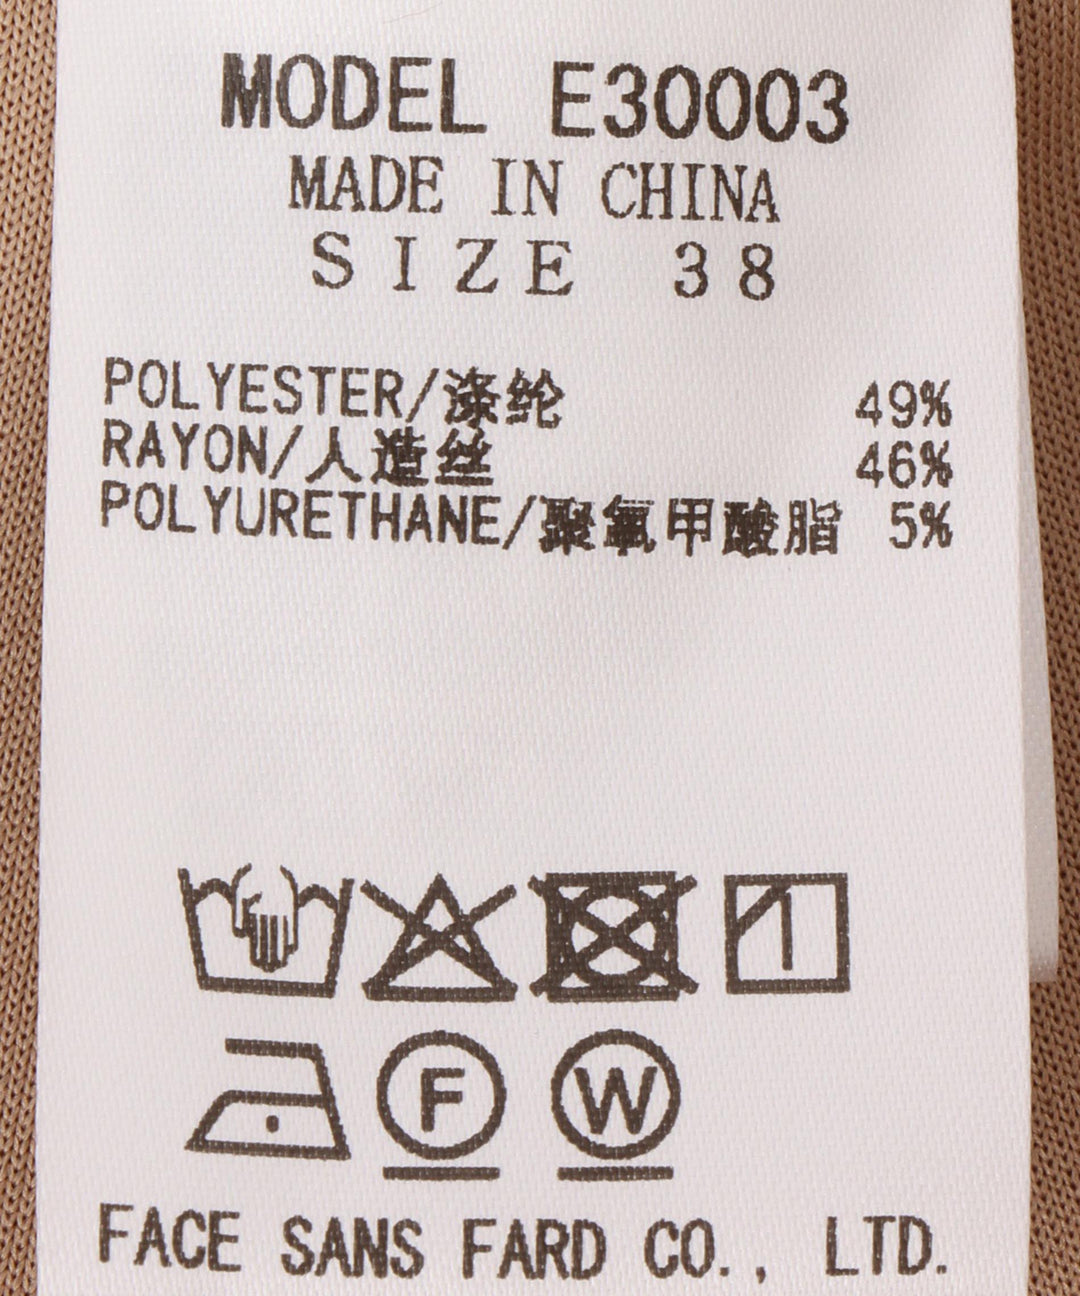 MODEL E30003
MADE IN CHINA
SIZE 38
POLYESTER/涤纶 49%
RAYON/人造丝 46%
POLYURETHANE/聚氧甲酸脂 5%
F W
FACE SANS FARD CO., LTD.